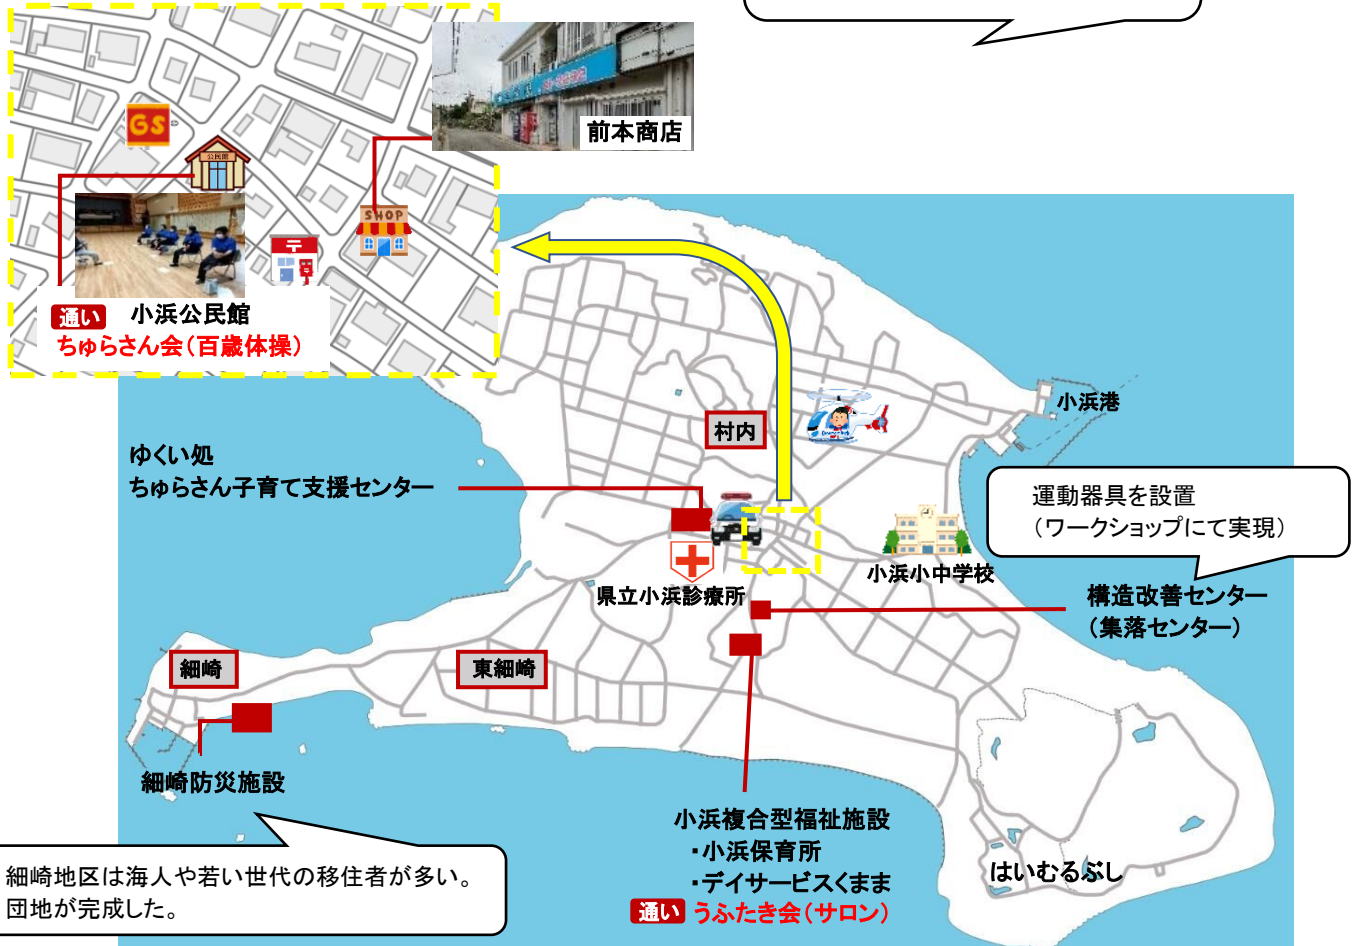 GS
公民館
前本商店
SHOP
〒
通い 小浜公民館
ちゅらさん会(百歳体操)
小浜港
村内
ゆくい処
ちゅらさん子育て支援センター
運動器具を設置
(ワークショップにて実現)
小浜小中学校
県立小浜診療所
構造改善センター
(集落センター)
細崎
東細崎
細崎防災施設
小浜複合型福祉施設
・小浜保育所
・デイサービスくまま
通い うふたき会(サロン)
はいむるぶし
細崎地区は海人や若い世代の移住者が多い。
団地が完成した。